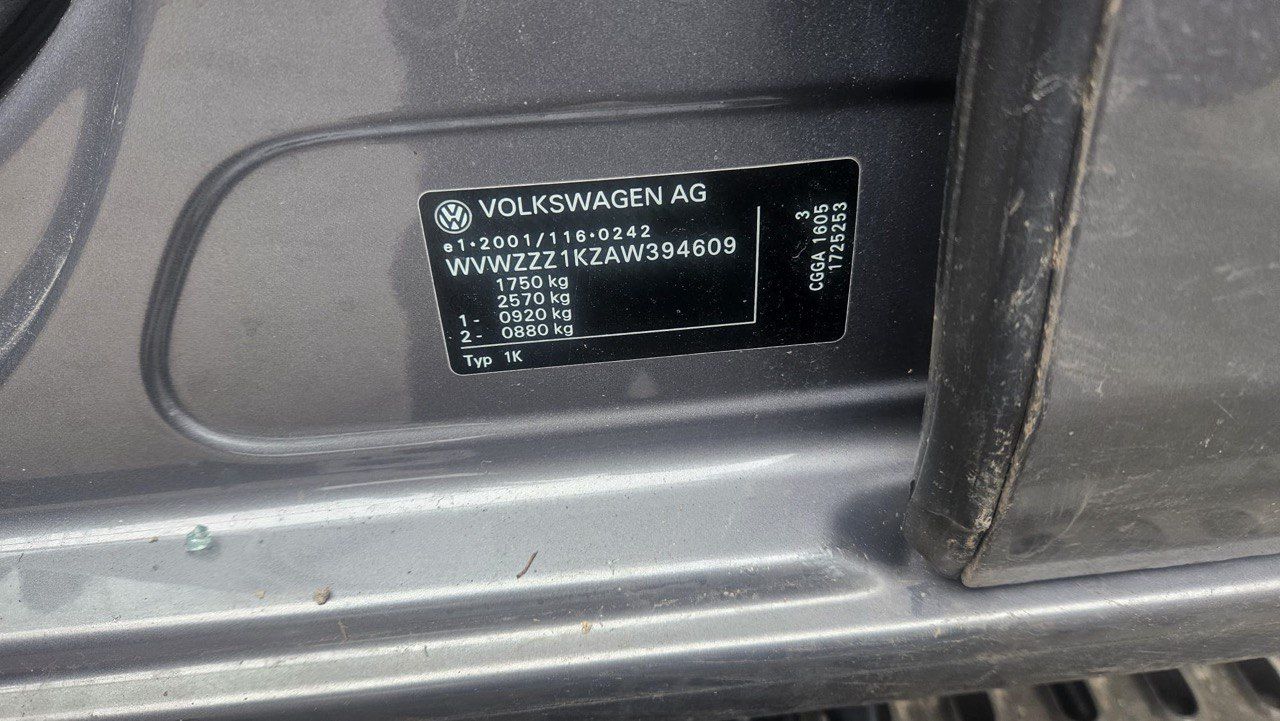 VOLKSWAGEN AG
e1*2001/116*0242
WVWZZZ1KZAW394609
1750 kg
2570 kg
1- 0920 kg
2- 0880 kg
Typ 1K
3
CGGA 1605
1725253